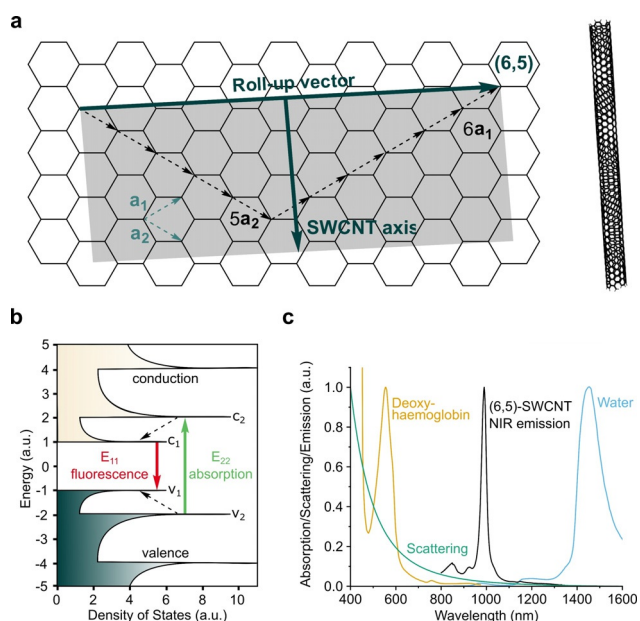 a
(6,5)
Roll-up vector
6a₁
a₁
5a₂
a₂
SWCNT axis
b
c
5
4
3
2
1
0
-1
-2
-3
-4
-5
Energy (a.u.)
conduction
c₂
c₁
E₁₁
fluorescence
E₂₂
absorption
v₁
v₂
valence
0 2 4 6 8 10
Density of States (a.u.)
Absorption/Scattering/Emission (a.u.)
1.0
0.8
0.6
0.4
0.2
0
Deoxy-
haemoglobin
(6,5)-SWCNT
NIR emission
Water
Scattering
400 600 800 1000 1200 1400 1600
Wavelength (nm)